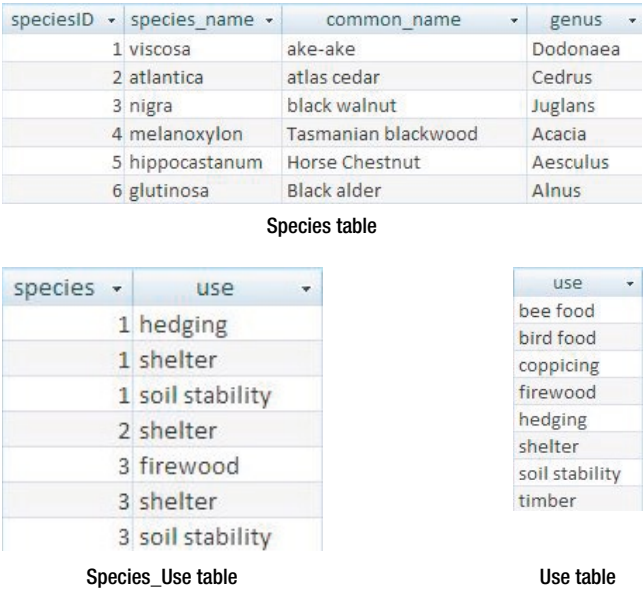 speciesID species_name common_name genus
1 viscosa ake-ake Dodonaea
2 atlantica atlas cedar Cedrus
3 nigra black walnut Juglans
4 melanoxylon Tasmanian blackwood Acacia
5 hippocastanum Horse Chestnut Aesculus
6 glutinosa Black alder Alnus
Species table
species use
1 hedging
1 shelter
1 soil stability
2 shelter
3 firewood
3 shelter
3 soil stability
Species_Use table
use
bee food
bird food
coppicing
firewood
hedging
shelter
soil stability
timber
Use table